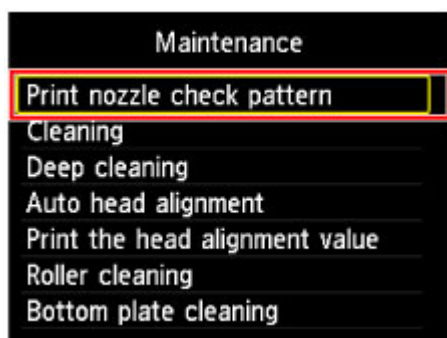 Maintenance
Print nozzle check pattern
Cleaning
Deep cleaning
Auto head alignment
Print the head alignment value
Roller cleaning
Bottom plate cleaning